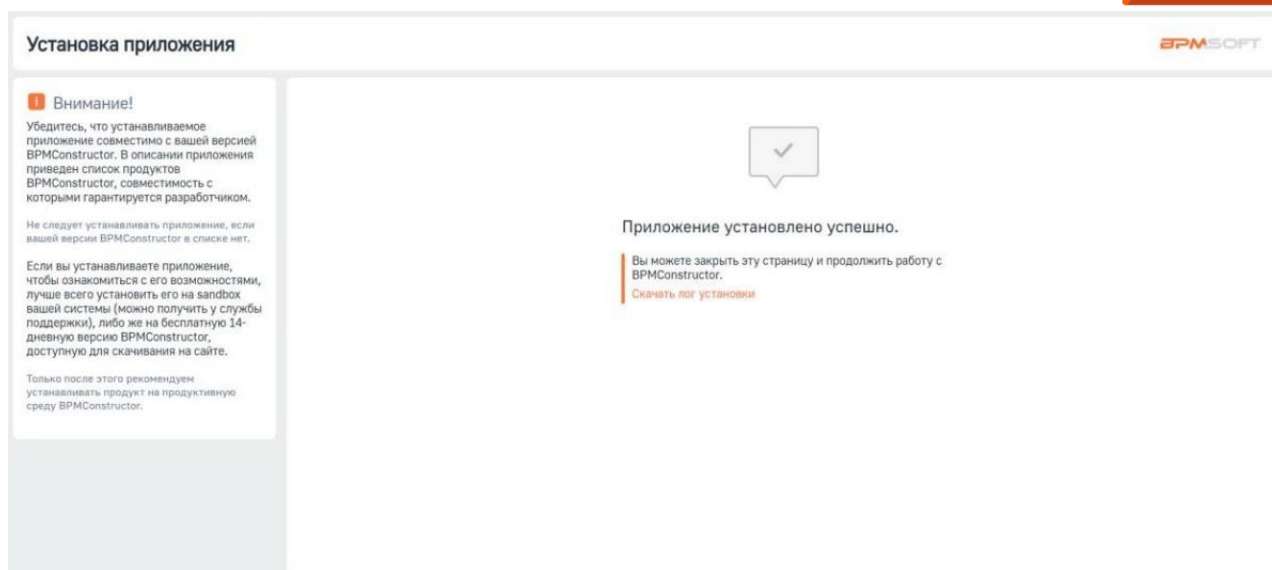 Установка приложения
BPMSOFT
Внимание!
Убедитесь, что устанавливаемое
приложение совместимо с вашей версией
BPMConstructor. В описании приложения
приведен список продуктов
BPMConstructor, совместимость с
которыми гарантируется разработчиком.
Не следует устанавливать приложение, если
вашей версии BPMConstructor в списке нет.
Если вы устанавливаете приложение,
чтобы ознакомиться с его возможностями,
лучше всего установить его на sandbox
вашей системы (можно получить у службы
поддержки), либо же на бесплатную 14-
дневную версию BPMConstructor,
доступную для скачивания на сайте.
Только после этого рекомендуем
устанавливать продукт на продуктивную
среду BPMConstructor.
Приложение установлено успешно.
Вы можете закрыть эту страницу и продолжить работу с
BPMConstructor.
Скачать лог установки